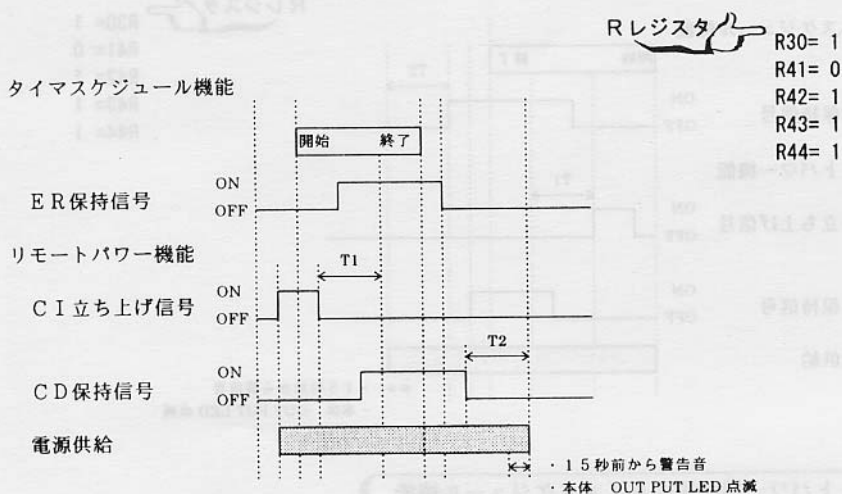 Rレジスタ
R30= 1
R41= 0
R42= 1
R43= 1
R44= 1
タイマスケジュール機能
開始 終了
ER保持信号
ON
OFF
リモートパワー機能
T1
CI立ち上げ信号
ON
OFF
T2
CD保持信号
ON
OFF
電源供給
・15秒前から警告音
・本体 OUT PUT LED 点滅